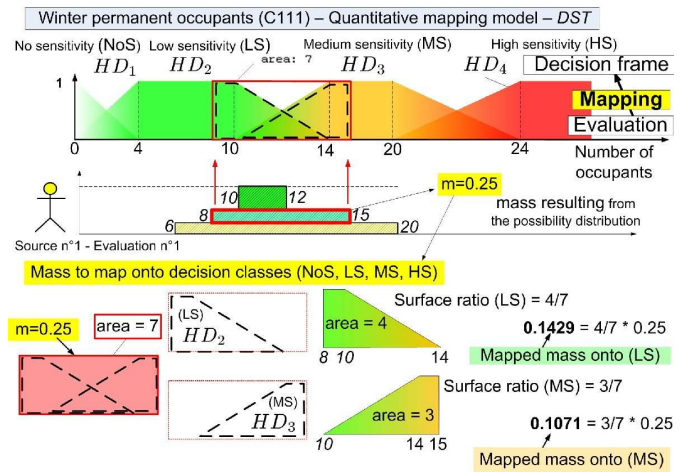 Winter permanent occupants (C111) – Quantitative mapping model – DST
No sensitivity (NoS) Low sensitivity (LS) Medium sensitivity (MS) High sensitivity (HS)
area: 7
HD1 HD2 HD3 HD4 Decision frame
1
Mapping
Evaluation
0 4 10 14 20 24 Number of
occupants
10 12 m=0.25
8 15 mass resulting from
the possibility distribution
6 20
Source n°1 - Evaluation n°1
Mass to map onto decision classes (NoS, LS, MS, HS)
m=0.25 area = 7
(LS)
HD2
area = 4
8 10 14
Surface ratio (LS) = 4/7
0.1429 = 4/7 * 0.25
Mapped mass onto (LS)
(MS)
HD3
area = 3
10 14 15
Surface ratio (MS) = 3/7
0.1071 = 3/7 * 0.25
Mapped mass onto (MS)